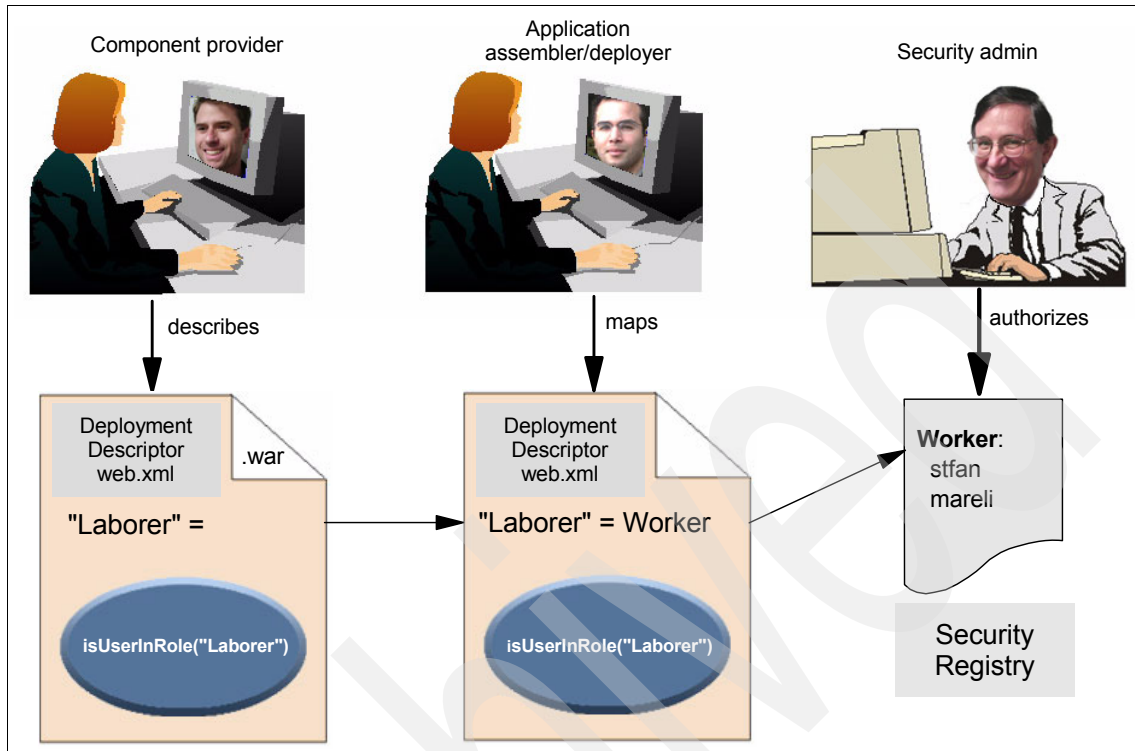 Component provider
Application
assembler/deployer
Security admin
describes
maps
authorizes
Deployment
Descriptor
web.xml
.war
"Laborer" =
isUserInRole("Laborer")
Deployment
Descriptor
web.xml
"Laborer" = Worker
isUserInRole("Laborer")
Worker:
stfan
mareli
Security
Registry